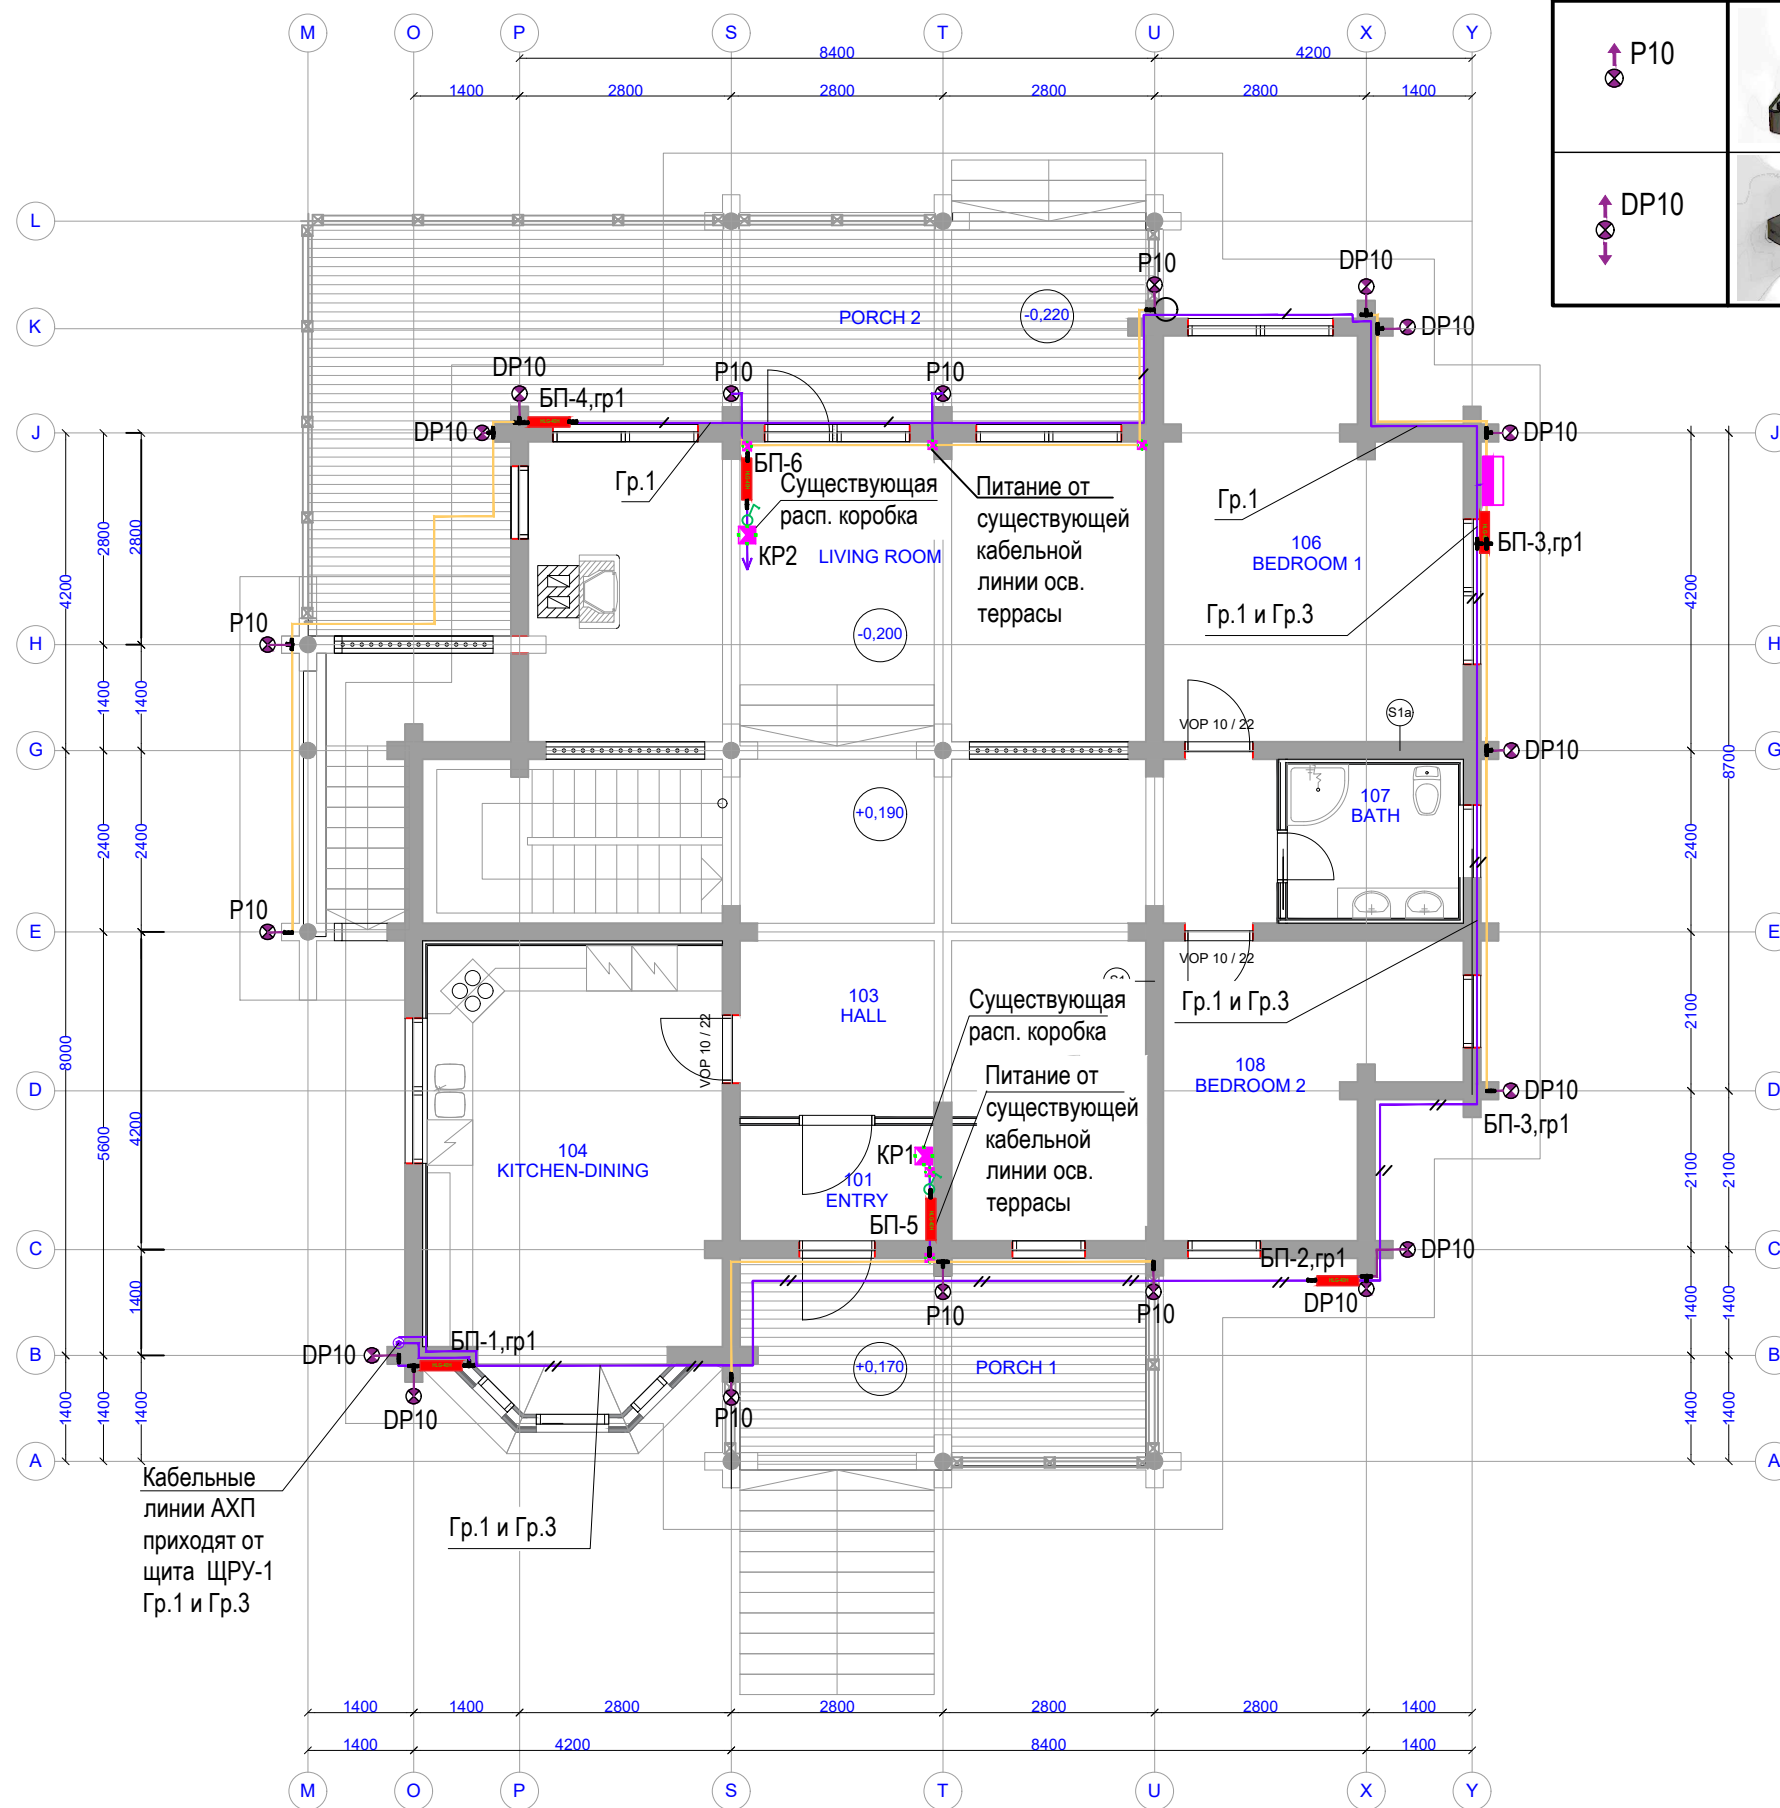 M O P S T U X Y
8400 4200
1400 2800 2800 2800 2800 1400
P10
DP10
L
K
J
H
G
E
D
C
B
A
J
H
G
E
D
C
B
A
P10
DP10
PORCH 2
-0,220
DP10
DP10
БП-4,гр1
P10
P10
DP10
DP10
БП-6
Гр.1
Существующая
расп. коробка
КР2
LIVING ROOM
Питание от
существующей
кабельной
линии осв.
террасы
Гр.1
106
BEDROOM 1
БП-3,гр1
Гр.1 и Гр.3
P10
-0,200
S1a
VOP 10 / 22
DP10
+0,190
107
BATH
P10
VOP 10 / 22
S1
103
HALL
Существующая
расп. коробка
Гр.1 и Гр.3
VOP 10 / 22
Питание от
существующей
кабельной
линии осв.
террасы
108
BEDROOM 2
DP10
БП-3,гр1
104
KITCHEN-DINING
КР1
101
ENTRY
БП-5
БП-2,гр1
DP10
DP10
P10
P10
DP10
БП-1,гр1
+0,170
PORCH 1
DP10
P10
Кабельные
линии АХП
приходят от
щита ЩРУ-1
Гр.1 и Гр.3
Гр.1 и Гр.3
4200
8000
1400
2800
1400
2400
5600
1400
2800
1400
2400
4200
1400
1400
4200
2400
2100
2100
1400
1400
8700
2100
1400
1400
1400 1400 2800 2800 2800 2800 1400
1400 4200 8400 1400
M O P S T U X Y